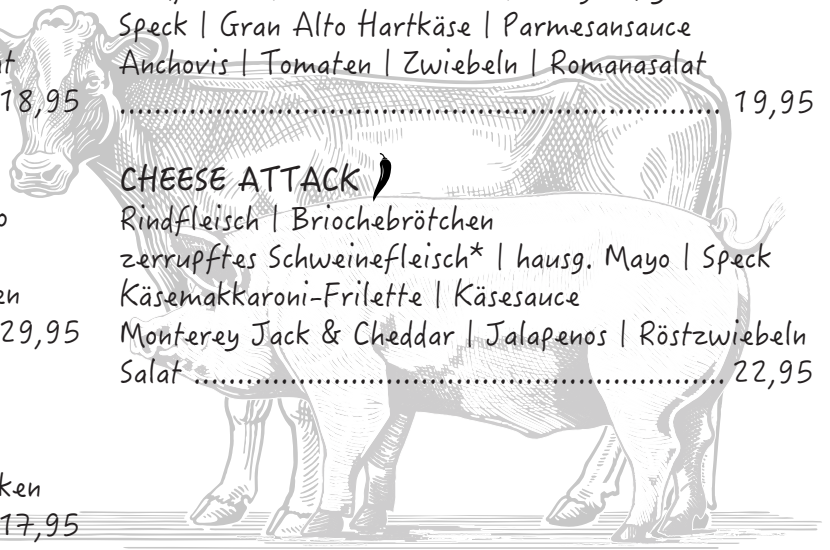 Speck | Gran Alto Hartkäse | Parmesansauce
Anchovis | Tomaten | Zwiebeln | Romanasalat
.................................................................................... 19,95
CHEESE ATTACK
Rindfleisch | Briochebrötchen
zerrupftes Schweinefleisch* | hausg. Mayo | Speck
Käsemakkaroni-Frilette | Käsesauce
Monterey Jack & Cheddar | Jalapenos | Röstzwiebeln
Salat ........................................................................... 22,95
18,95
29,95
17,95